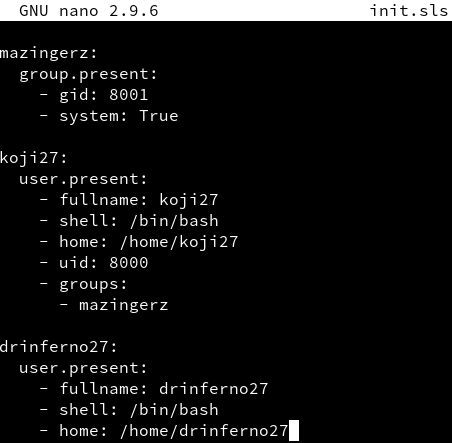 GNU nano 2.9.6 init.sls
mazingerz:
  group.present:
    - gid: 8001
    - system: True
koji27:
  user.present:
    - fullname: koji27
    - shell: /bin/bash
    - home: /home/koji27
    - uid: 8000
    - groups:
      - mazingerz
drinferno27:
  user.present:
    - fullname: drinferno27
    - shell: /bin/bash
    - home: /home/drinferno27